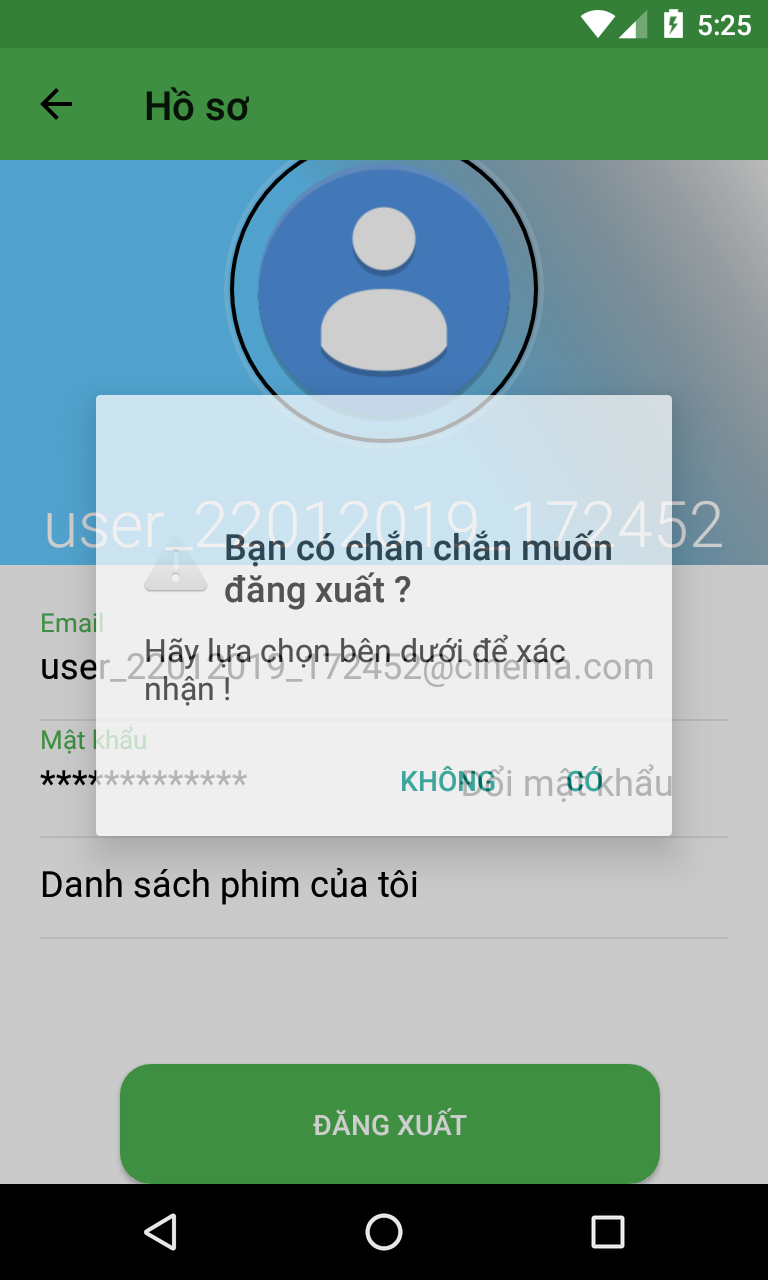 5:25
Hồ sơ
user_22012019_172452
Bạn có chắn chắn muốn
đăng xuất ?
Email
Hãy lựa chọn bên dưới để xác
user_22012019_172452@cinema.com
nhận !
Mật khẩu
*************
KHÔNG CÓ
Đổi mật khẩu
Danh sách phim của tôi
ĐĂNG XUẤT